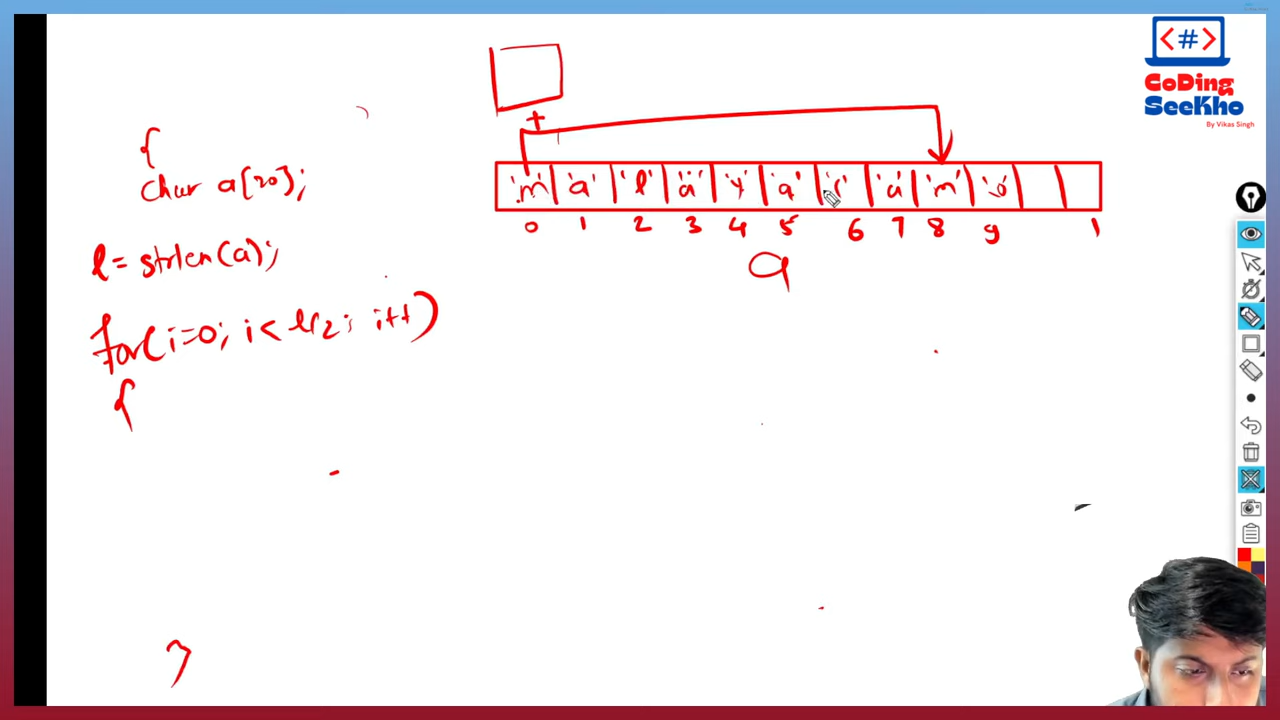 <#>
CoDing
SeeKho
By Vikas Singh
t
'm' 'a' 'l' 'a' 'y' 'a' 'l' 'a' 'm' '\0'
0 1 2 3 4 5 6 7 8 9 1
a
{
char a[20];
l = strlen(a);
for(i=0; i< l/2; i++)
{
}